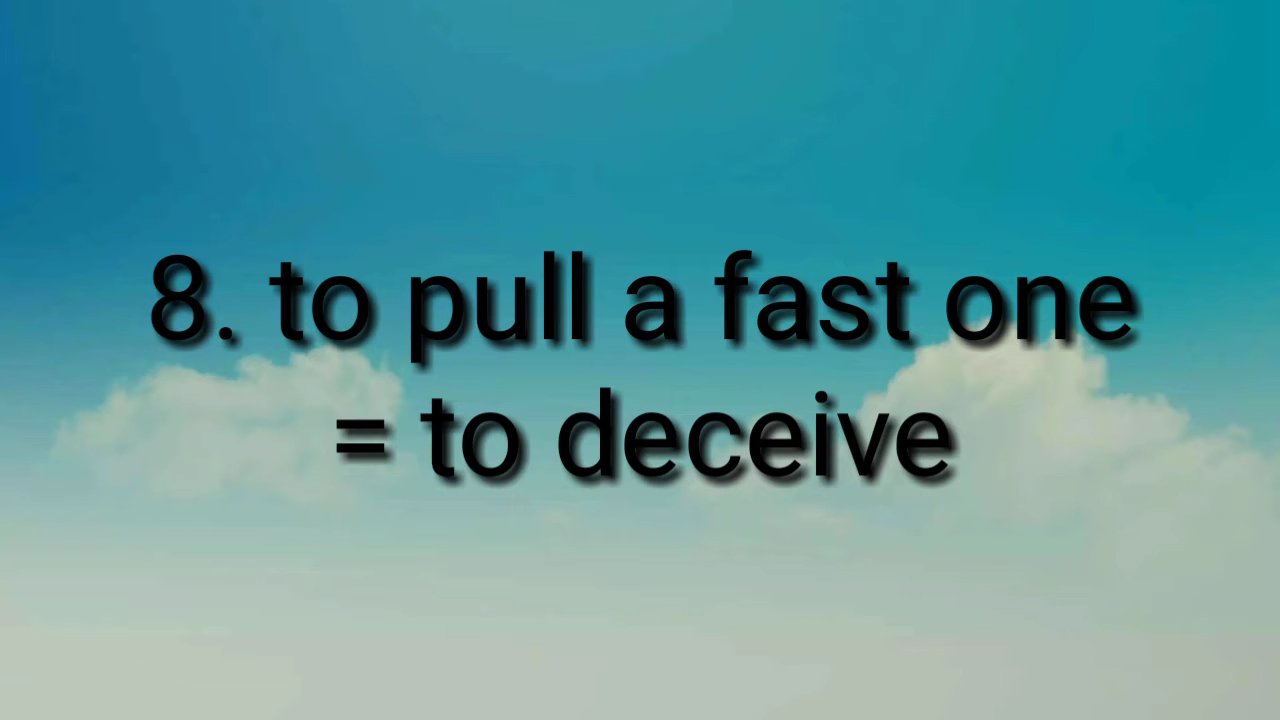 8. to pull a fast one
= to deceive